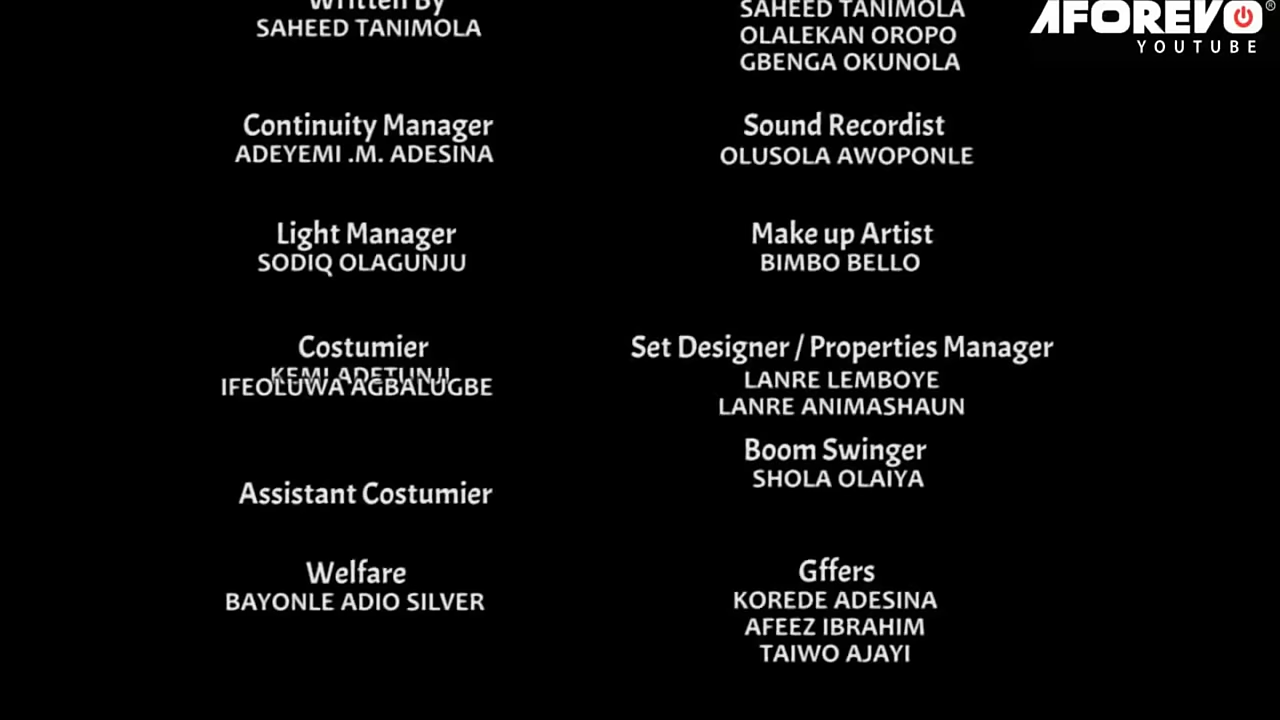 Written By
SAHEED TANIMOLA
Continuity Manager
ADEYEMI .M. ADESINA
Light Manager
SODIQ OLAGUNJU
Costumier
KEMI ADETUNJI
IFEOLUWA AGBALUGBE
Assistant Costumier
Welfare
BAYONLE ADIO SILVER
SAHEED TANIMOLA
OLALEKAN OROPO
GBENGA OKUNOLA
Sound Recordist
OLUSOLA AWOPONLE
Make up Artist
BIMBO BELLO
Set Designer / Properties Manager
LANRE LEMBOYE
LANRE ANIMASHAUN
Boom Swinger
SHOLA OLAIYA
Gffers
KOREDE ADESINA
AFEEZ IBRAHIM
TAIWO AJAYI
AFOREVO®
YOUTUBE